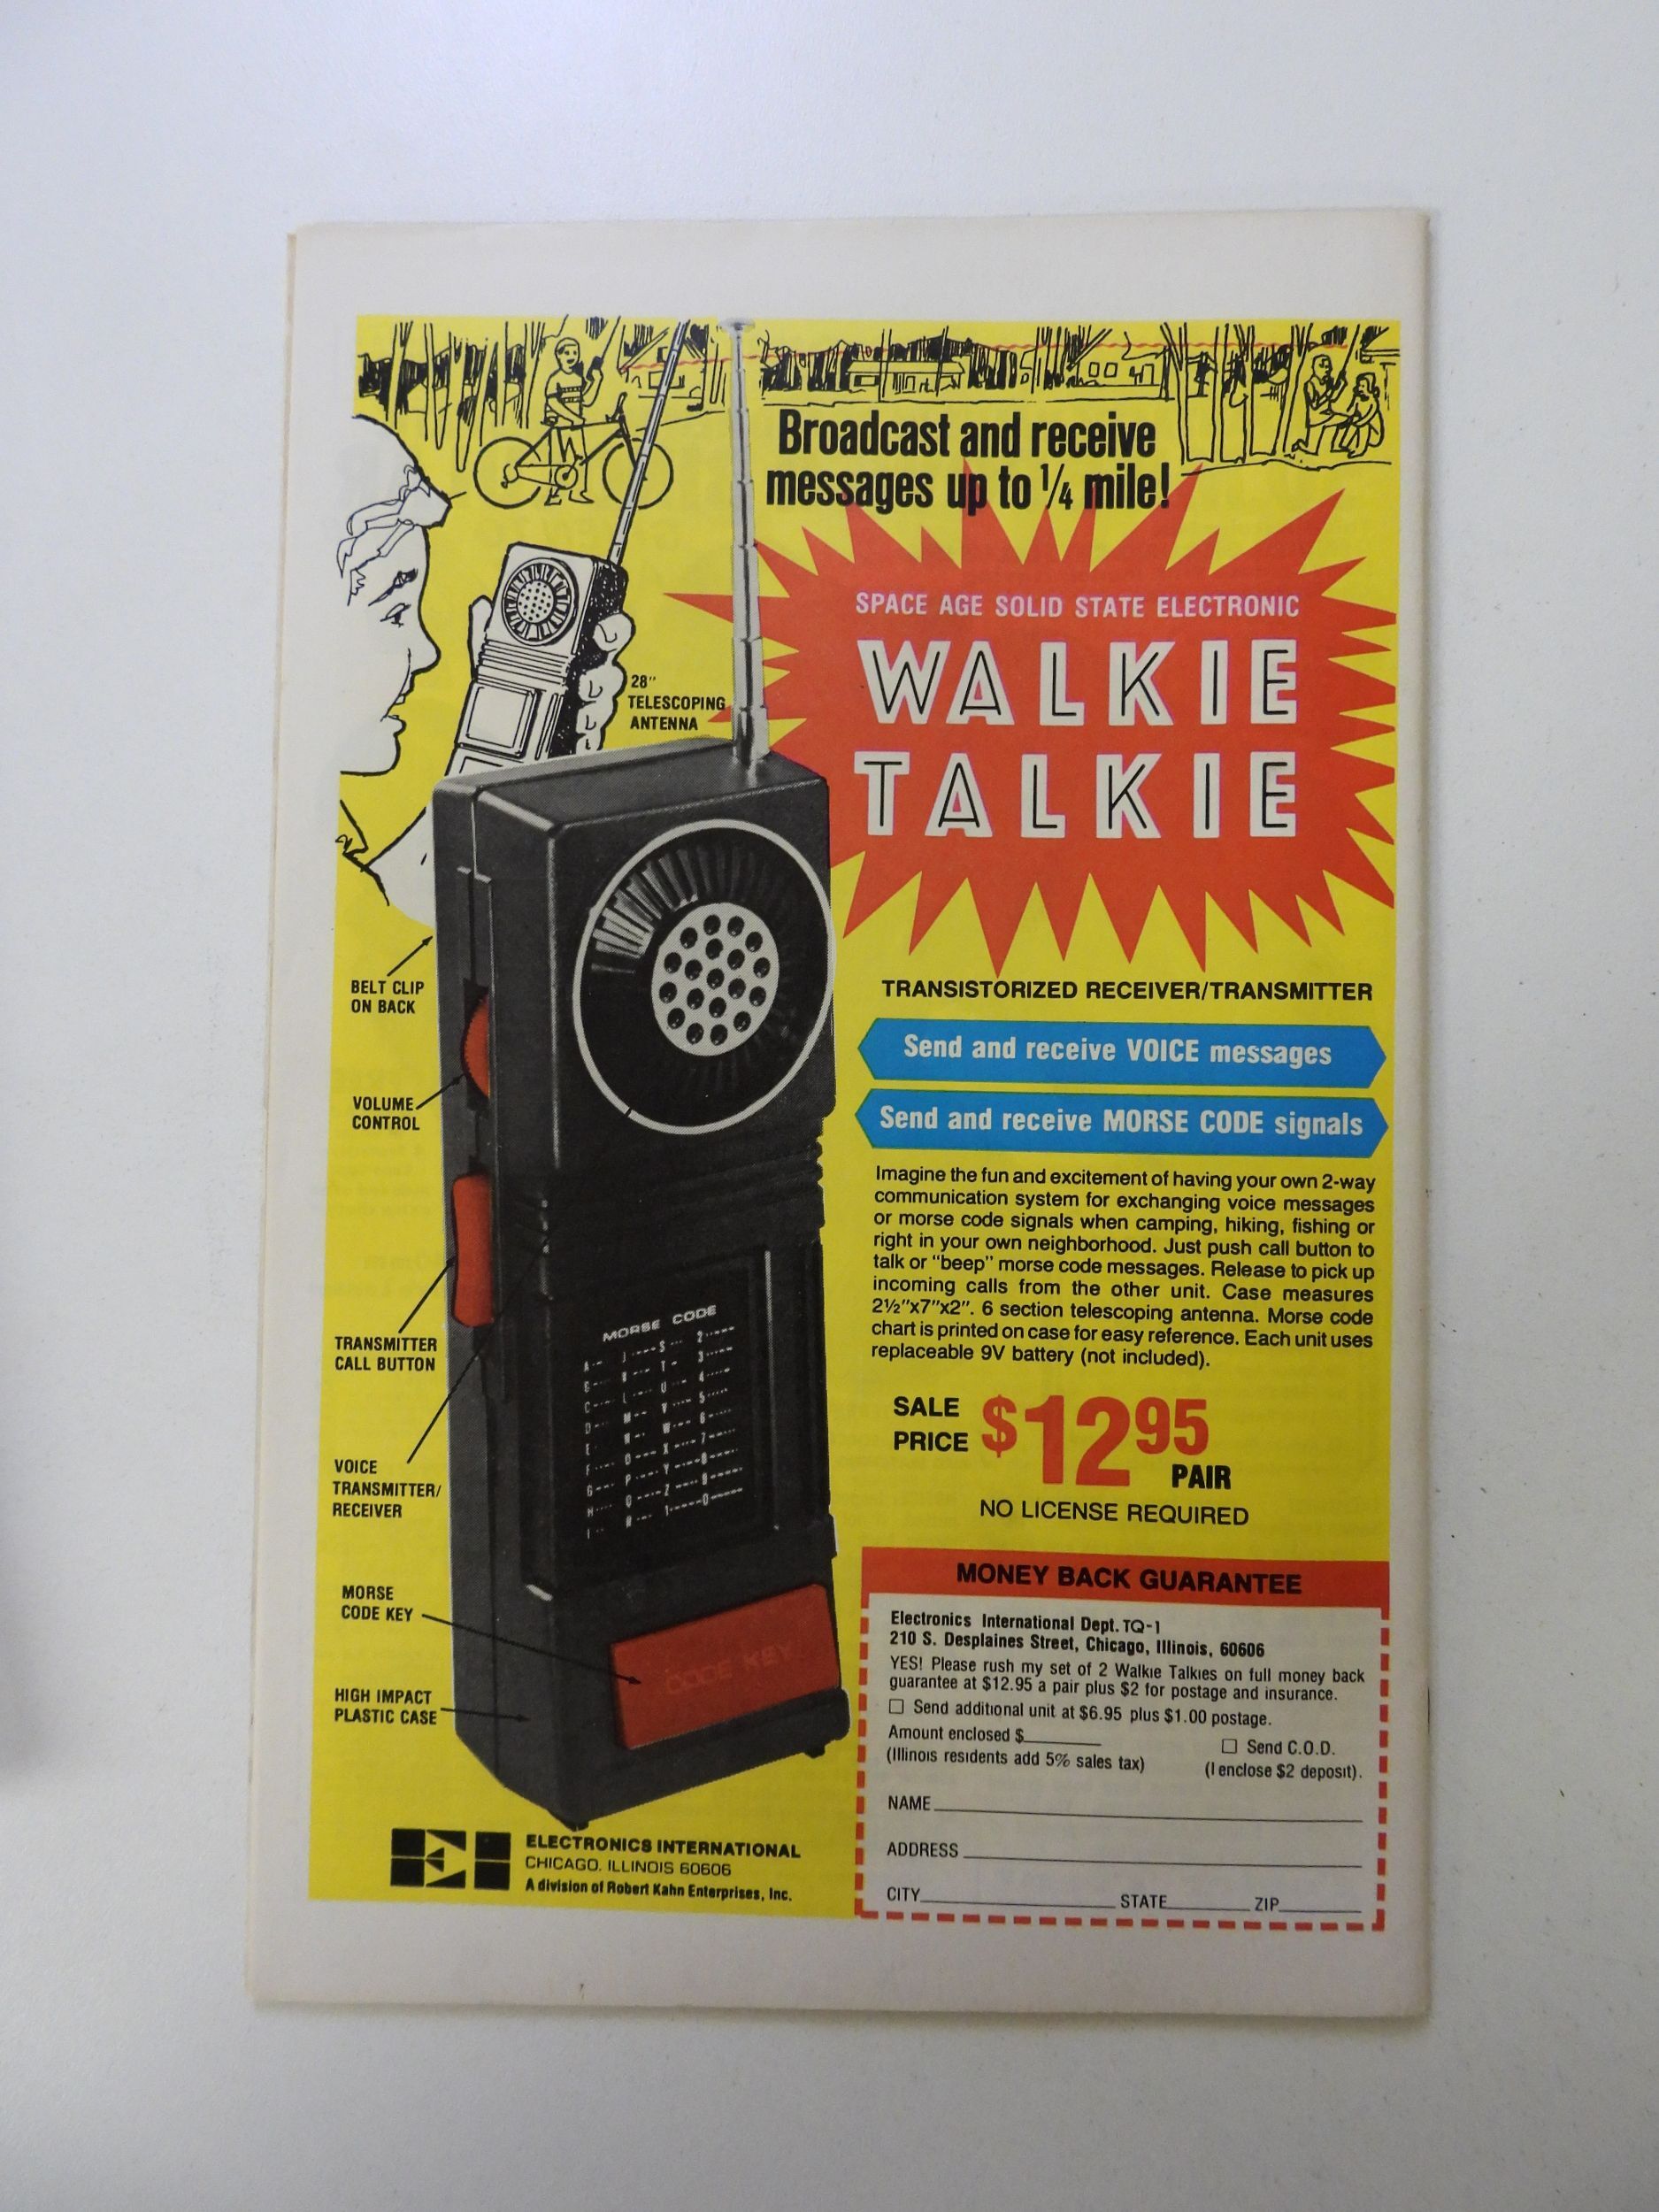 Broadcast and receive
messages up to 1/4 mile!
SPACE AGE SOLID STATE ELECTRONIC
WALKIE
TALKIE
28"
TELESCOPING
ANTENNA
BELT CLIP
ON BACK
VOLUME
CONTROL
TRANSMITTER
CALL BUTTON
VOICE
TRANSMITTER/
RECEIVER
MORSE
CODE KEY
HIGH IMPACT
PLASTIC CASE
MORSE CODE
CODE KEY
TRANSISTORIZED RECEIVER/TRANSMITTER
Send and receive VOICE messages
Send and receive MORSE CODE signals
Imagine the fun and excitement of having your own 2-way
communication system for exchanging voice messages
or morse code signals when camping, hiking, fishing or
right in your own neighborhood. Just push call button to
talk or "beep" morse code messages. Release to pick up
incoming calls from the other unit. Case measures
2½"x7"x2". 6 section telescoping antenna. Morse code
chart is printed on case for easy reference. Each unit uses
replaceable 9V battery (not included).
SALE
PRICE $12.95
PAIR
NO LICENSE REQUIRED
MONEY BACK GUARANTEE
Electronics International Dept. TQ-1
210 S. Desplaines Street, Chicago, Illinois, 60606
YES! Please rush my set of 2 Walkie Talkies on full money back
guarantee at $12.95 a pair plus $2 for postage and insurance.
☐ Send additional unit at $6.95 plus $1.00 postage.
Amount enclosed $________ ☐ Send C.O.D.
(Illinois residents add 5% sales tax) (I enclose $2 deposit).
NAME
ADDRESS
CITY STATE ZIP
EI
ELECTRONICS INTERNATIONAL
CHICAGO, ILLINOIS 60606
A division of Robert Kahn Enterprises, Inc.